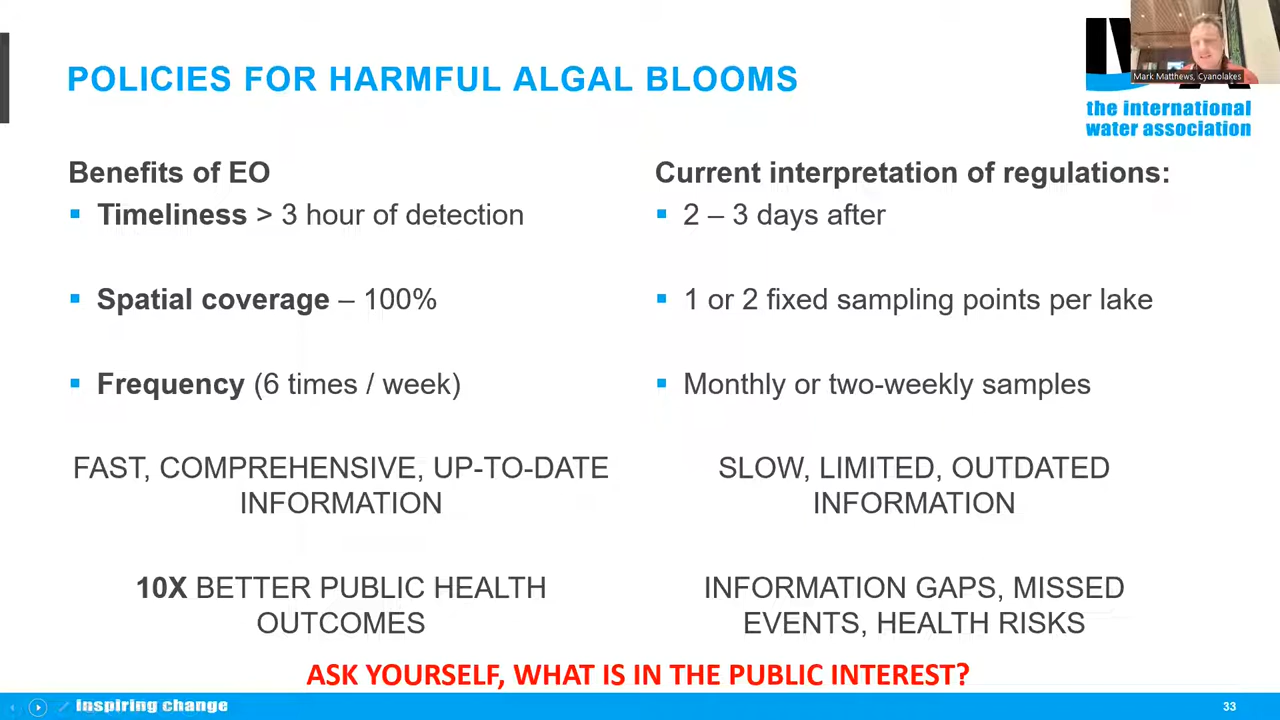 POLICIES FOR HARMFUL ALGAL BLOOMS
Mark Matthews, Cyanolakes
the international
water association
Benefits of EO
Timeliness > 3 hour of detection
Spatial coverage – 100%
Frequency (6 times / week)
FAST, COMPREHENSIVE, UP-TO-DATE
INFORMATION
10X BETTER PUBLIC HEALTH
OUTCOMES
Current interpretation of regulations:
2 – 3 days after
1 or 2 fixed sampling points per lake
Monthly or two-weekly samples
SLOW, LIMITED, OUTDATED
INFORMATION
INFORMATION GAPS, MISSED
EVENTS, HEALTH RISKS
ASK YOURSELF, WHAT IS IN THE PUBLIC INTEREST?
inspiring change
33